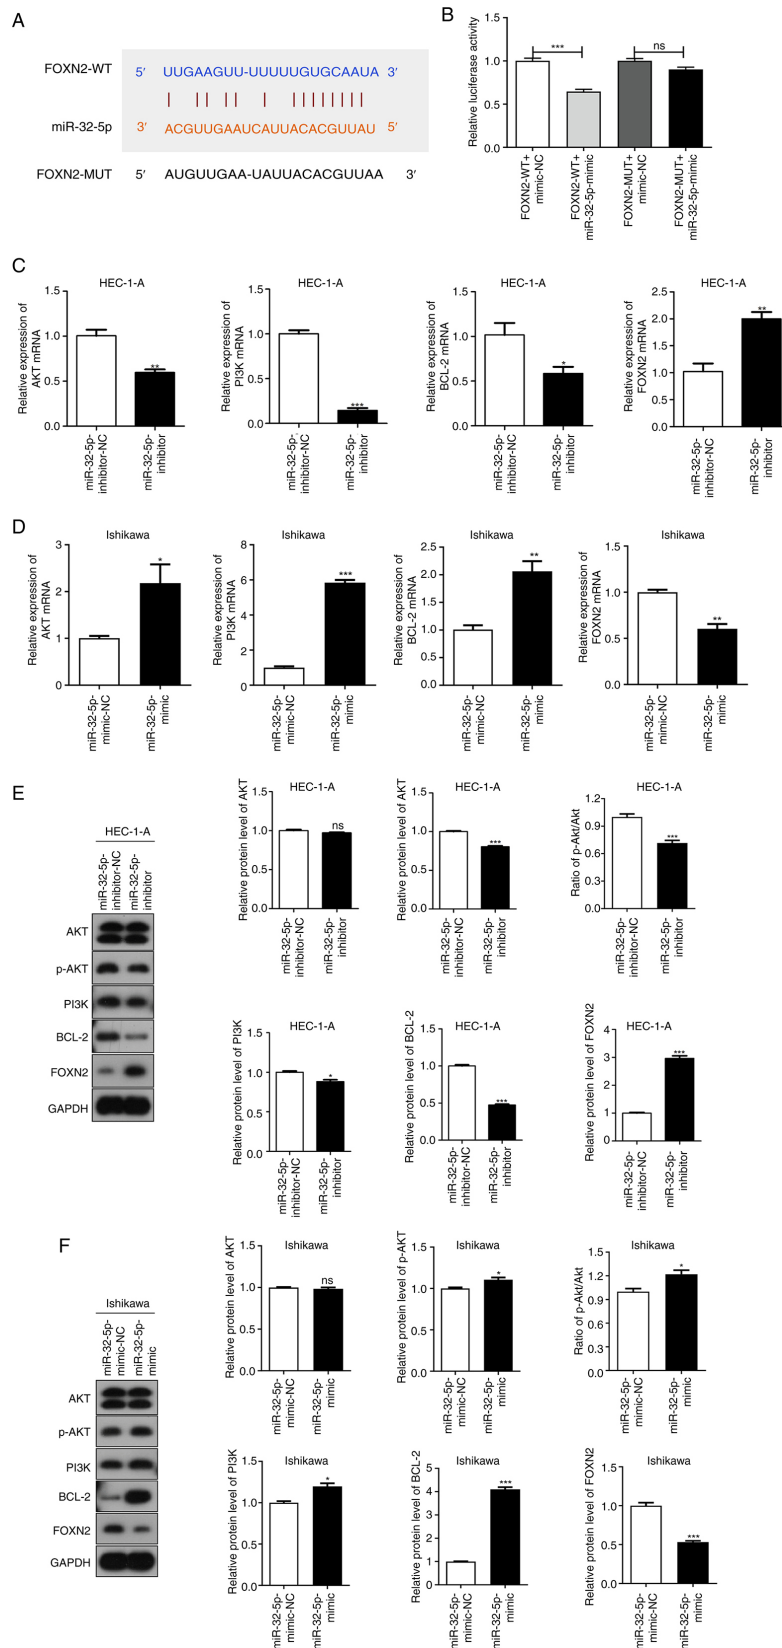 A
FOXN2-WT 5′ UUGAAGUU-UUUUGUGCAAUA 3′
miR-32-5p 3′ ACGUUGAAUCAUUACACGUUAU 5′
FOXN2-MUT 5′ AUGUUGAA-UAUUACACGUUAA 3′
B
Relative luciferase activity
1.5
1.0
0.5
0.0
***
ns
FOXN2-WT+
mimic-NC
FOXN2-WT+
miR-32-5p-mimic
FOXN2-MUT+
mimic-NC
FOXN2-MUT+
miR-32-5p-mimic
C
HEC-1-A
Relative expression of
AKT mRNA
1.5
1.0
0.5
0.0
**
miR-32-5p-
inhibitor-NC
miR-32-5p-
inhibitor
HEC-1-A
Relative expression of
PI3K mRNA
1.5
1.0
0.5
0.0
***
miR-32-5p-
inhibitor-NC
miR-32-5p-
inhibitor
HEC-1-A
Relative expression of
BCL-2 mRNA
1.5
1.0
0.5
0.0
*
miR-32-5p-
inhibitor-NC
miR-32-5p-
inhibitor
HEC-1-A
Relative expression of
FOXN2 mRNA
2.5
2.0
1.5
1.0
0.5
0.0
**
miR-32-5p-
inhibitor-NC
miR-32-5p-
inhibitor
D
Ishikawa
Relative expression of
AKT mRNA
3
2
1
0
*
miR-32-5p-
mimic-NC
miR-32-5p-
mimic
Ishikawa
Relative expression of
PI3K mRNA
8
6
4
2
0
***
miR-32-5p-
mimic-NC
miR-32-5p-
mimic
Ishikawa
Relative expression of
BCL-2 mRNA
2.5
2.0
1.5
1.0
0.5
0.0
**
miR-32-5p-
mimic-NC
miR-32-5p-
mimic
Ishikawa
Relative expression of
FOXN2 mRNA
1.5
1.0
0.5
0.0
**
miR-32-5p-
mimic-NC
miR-32-5p-
mimic
E
HEC-1-A
miR-32-5p-
inhibitor-NC
miR-32-5p-
inhibitor
AKT
p-AKT
PI3K
BCL-2
FOXN2
GAPDH
HEC-1-A
Relative protein level of AKT
1.5
1.0
0.5
0.0
ns
miR-32-5p-
inhibitor-NC
miR-32-5p-
inhibitor
HEC-1-A
Relative protein level of AKT
1.5
1.0
0.5
0.0
***
miR-32-5p-
inhibitor-NC
miR-32-5p-
inhibitor
HEC-1-A
Ratio of p-Akt/Akt
1.2
0.9
0.6
0.3
0.0
***
miR-32-5p-
inhibitor-NC
miR-32-5p-
inhibitor
HEC-1-A
Relative protein level of PI3K
1.5
1.0
0.5
0.0
*
miR-32-5p-
inhibitor-NC
miR-32-5p-
inhibitor
HEC-1-A
Relative protein level of BCL-2
1.5
1.0
0.5
0.0
***
miR-32-5p-
inhibitor-NC
miR-32-5p-
inhibitor
HEC-1-A
Relative protein level of FOXN2
4
3
2
1
0
***
miR-32-5p-
inhibitor-NC
miR-32-5p-
inhibitor
F
Ishikawa
miR-32-5p-
mimic-NC
miR-32-5p-
mimic
AKT
p-AKT
PI3K
BCL-2
FOXN2
GAPDH
Ishikawa
Relative protein level of AKT
1.5
1.0
0.5
0.0
ns
miR-32-5p-
mimic-NC
miR-32-5p-
mimic
Ishikawa
Relative protein level of p-AKT
1.5
1.0
0.5
0.0
*
miR-32-5p-
mimic-NC
miR-32-5p-
mimic
Ishikawa
Ratio of p-Akt/Akt
1.5
1.2
0.9
0.6
0.3
0.0
*
miR-32-5p-
mimic-NC
miR-32-5p-
mimic
Ishikawa
Relative protein level of PI3K
1.5
1.0
0.5
0.0
*
miR-32-5p-
mimic-NC
miR-32-5p-
mimic
Ishikawa
Relative protein level of BCL-2
5
4
3
2
1
0
***
miR-32-5p-
mimic-NC
miR-32-5p-
mimic
Ishikawa
Relative protein level of FOXN2
1.5
1.0
0.5
0.0
***
miR-32-5p-
mimic-NC
miR-32-5p-
mimic